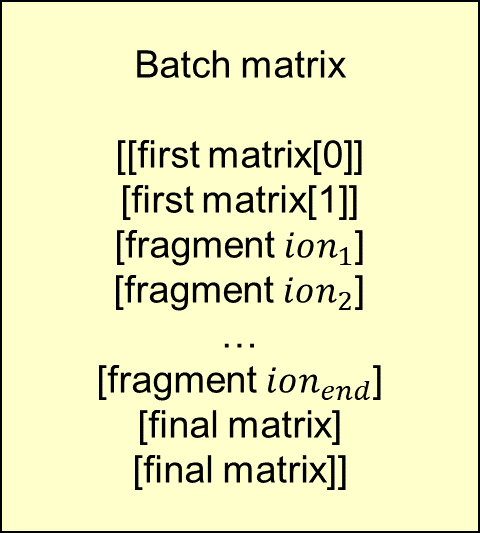 Batch matrix
[[first matrix[0]]
[first matrix[1]]
[fragment ion₁]
[fragment ion₂]
…
[fragment ionₑₙd]
[final matrix]
[final matrix]]